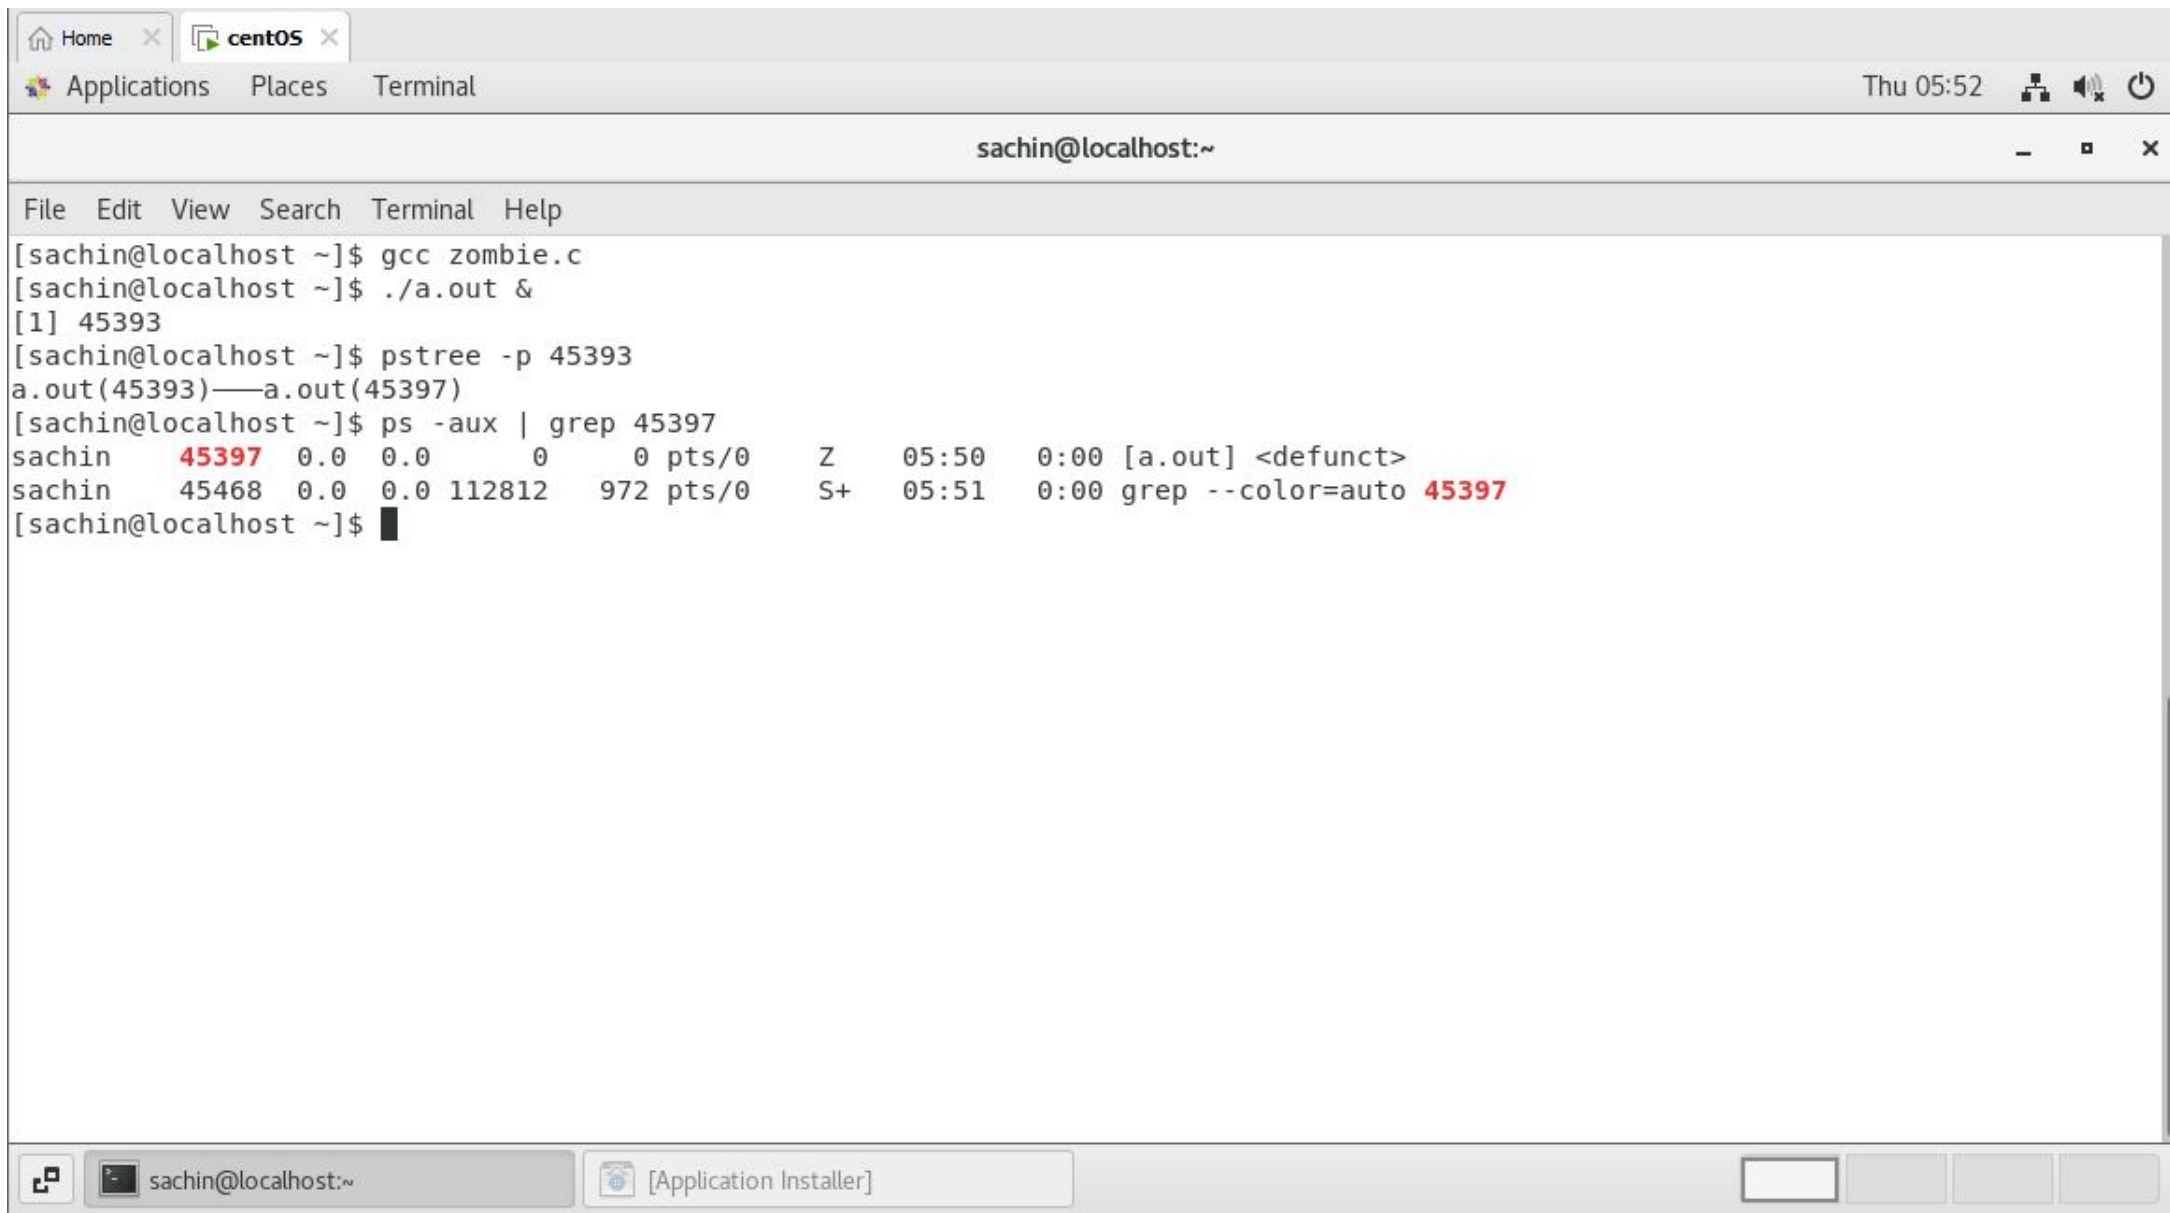 Home centOS
Applications Places Terminal Thu 05:52
sachin@localhost:~
File Edit View Search Terminal Help
[sachin@localhost ~]$ gcc zombie.c
[sachin@localhost ~]$ ./a.out &
[1] 45393
[sachin@localhost ~]$ pstree -p 45393
a.out(45393)───a.out(45397)
[sachin@localhost ~]$ ps -aux | grep 45397
sachin    45397  0.0  0.0      0     0 pts/0    Z    05:50   0:00 [a.out] <defunct>
sachin    45468  0.0  0.0 112812   972 pts/0    S+   05:51   0:00 grep --color=auto 45397
[sachin@localhost ~]$
sachin@localhost:~ [Application Installer]